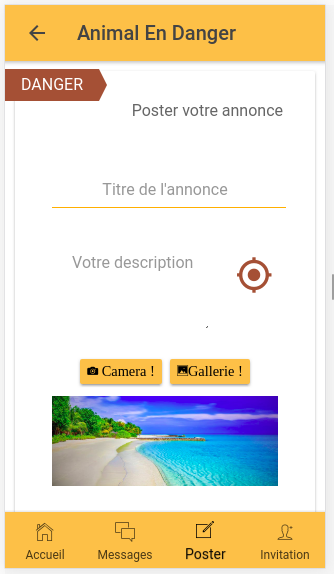 Animal En Danger
DANGER
Poster votre annonce
Titre de l'annonce
Votre description
Camera !
Gallerie !
Accueil Messages Poster Invitation